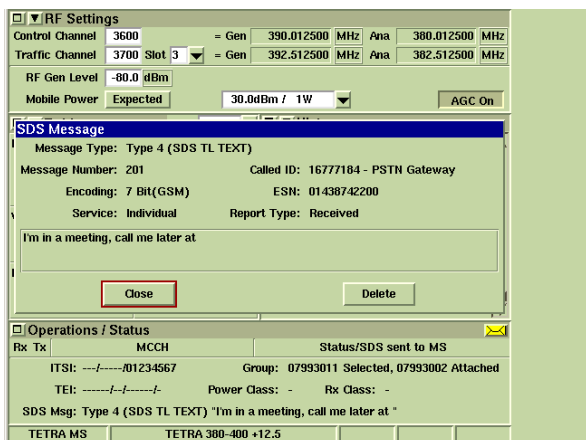 RF Settings
Control Channel 3600 = Gen 390.012500 MHz Ana 380.012500 MHz
Traffic Channel 3700 Slot 3 = Gen 392.512500 MHz Ana 382.512500 MHz
RF Gen Level -80.0 dBm
Mobile Power Expected 30.0dBm / 1W AGC On
SDS Message
Message Type: Type 4 (SDS TL TEXT)
Message Number: 201 Called ID: 16777184 - PSTN Gateway
Encoding: 7 Bit(GSM) ESN: 01438742200
Service: Individual Report Type: Received
I'm in a meeting, call me later at
Close Delete
Operations / Status
Rx Tx MCCH Status/SDS sent to MS
ITSI: ---/-----/01234567 Group: 07993011 Selected, 07993002 Attached
TEI: ------/--/------/- Power Class: - Rx Class: -
SDS Msg: Type 4 (SDS TL TEXT) "I'm in a meeting, call me later at "
TETRA MS TETRA 380-400 +12.5